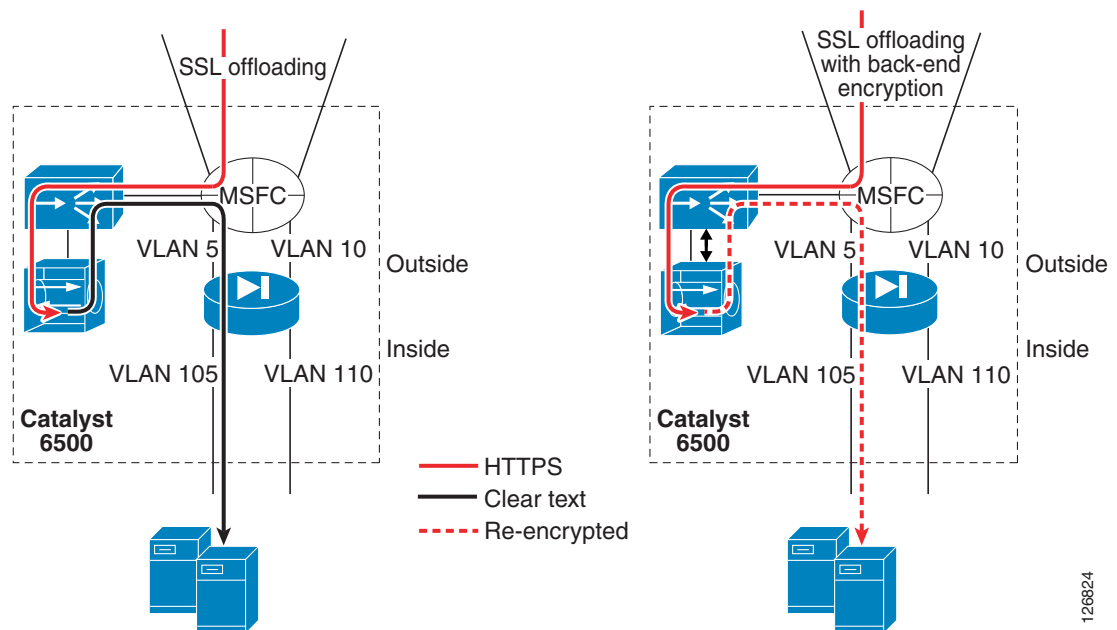 SSL offloading
MSFC
VLAN 5
VLAN 10
Outside
Inside
VLAN 105
VLAN 110
Catalyst
6500
HTTPS
Clear text
Re-encrypted
SSL offloading
with back-end
encryption
MSFC
VLAN 5
VLAN 10
Outside
Inside
VLAN 105
VLAN 110
Catalyst
6500
126824